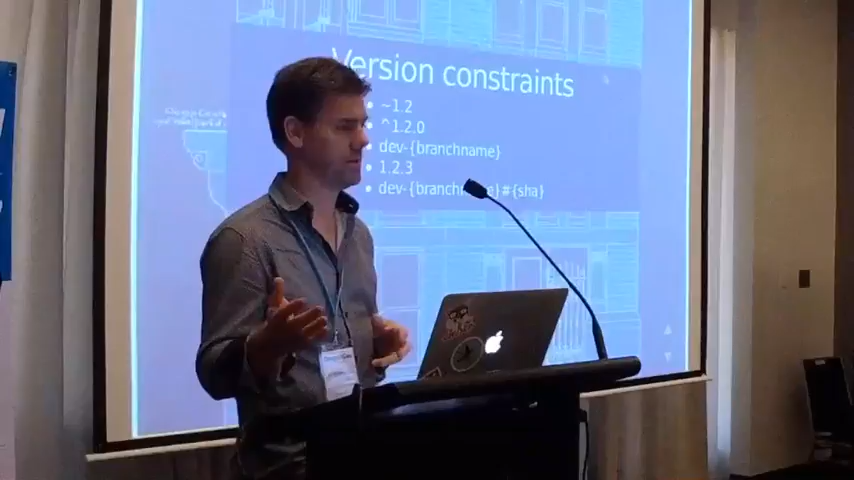 Version constraints
~1.2
^1.2.0
dev-{branchname}
1.2.3
dev-{branchname}#{sha}